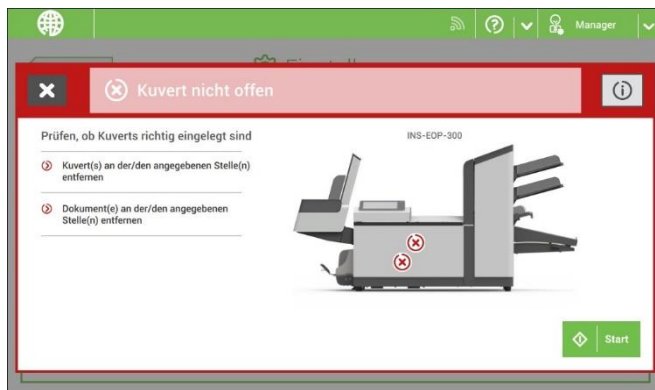 Manager
Kuvert nicht offen
Prüfen, ob Kuverts richtig eingelegt sind
INS-EOP-300
Kuvert(s) an der/den angegebenen Stelle(n)
entfernen
Dokument(e) an der/den angegebenen
Stelle(n) entfernen
Start